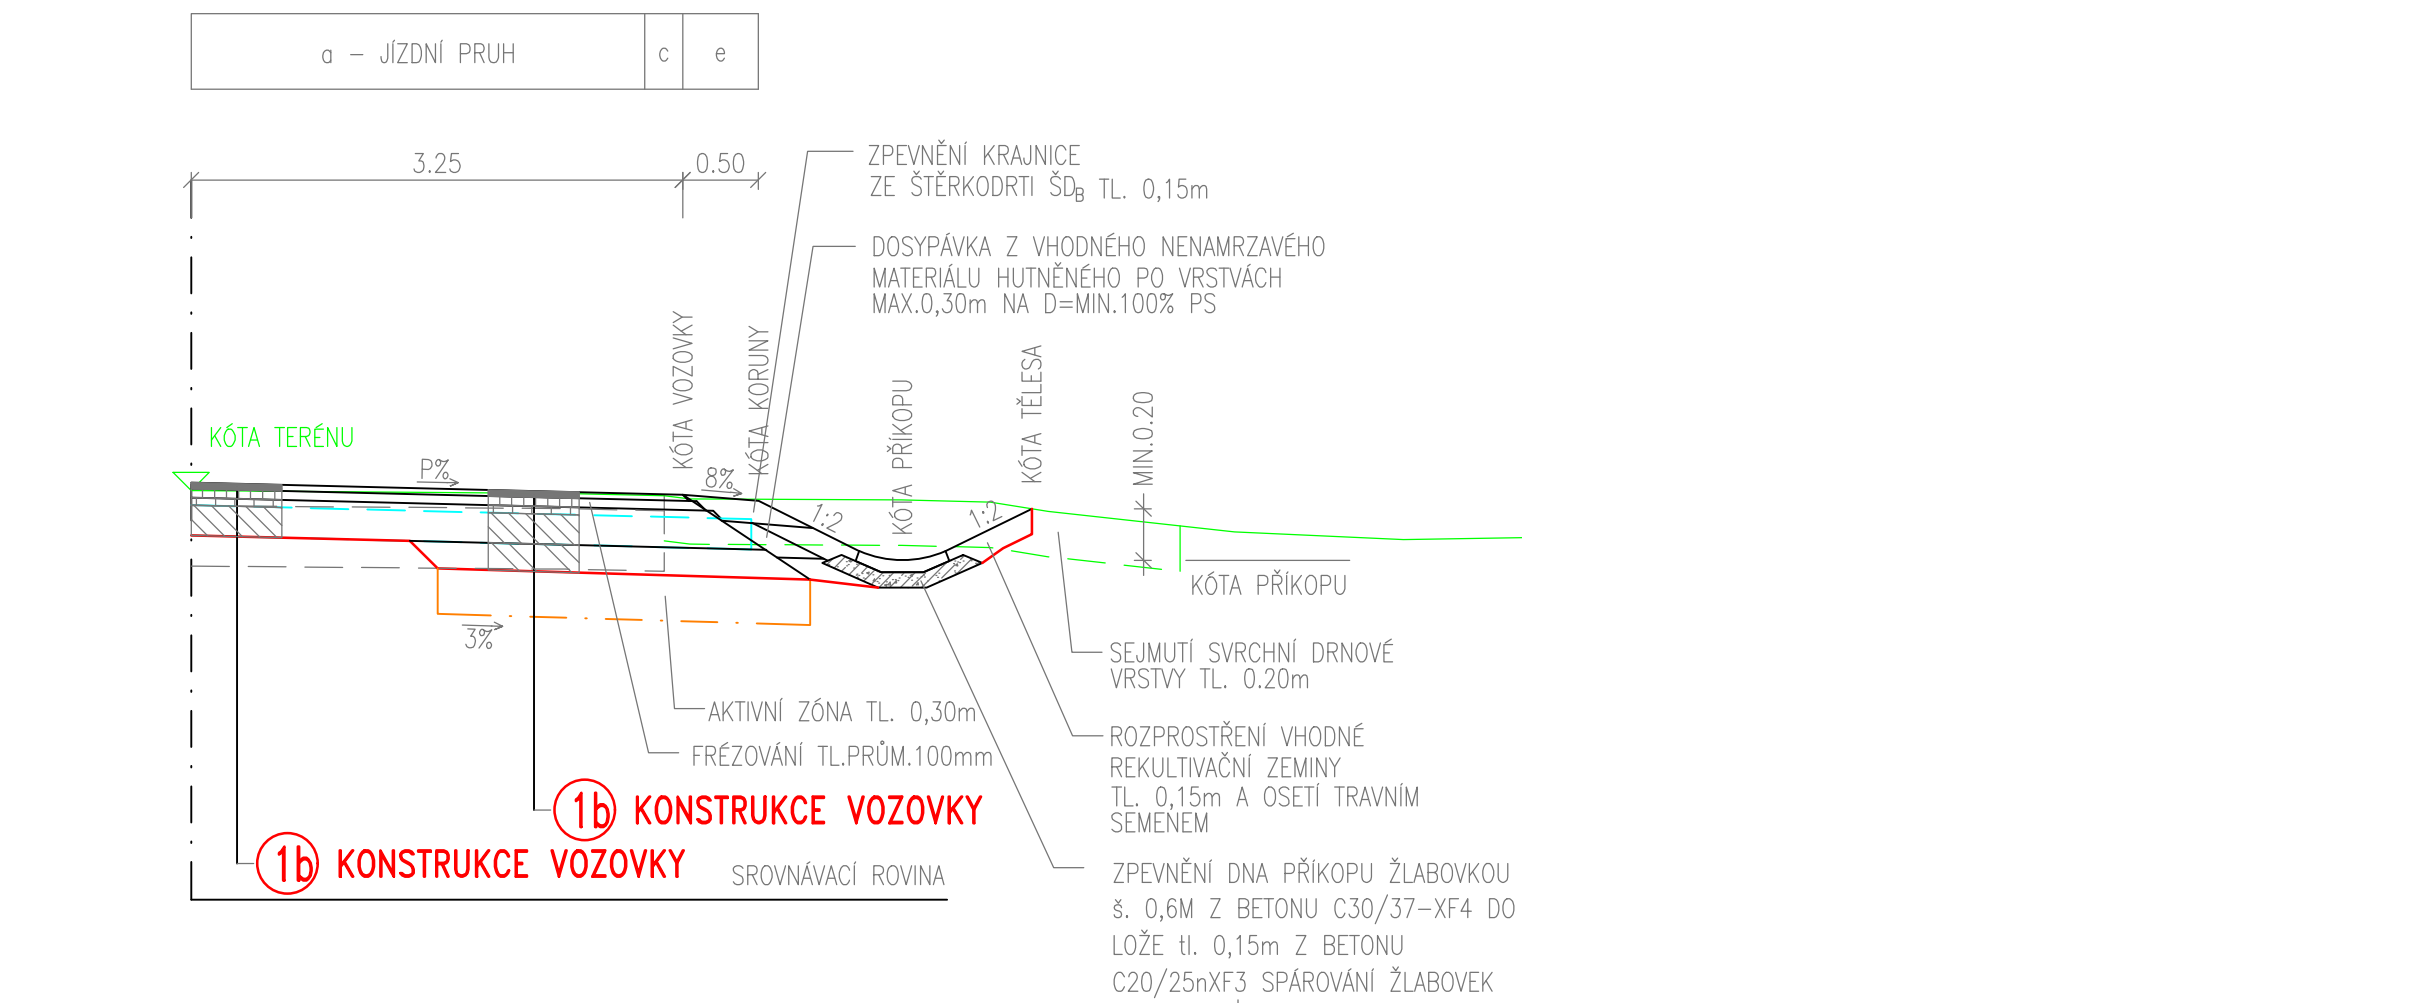 a – JÍZDNÍ PRUH
c
e
3.25
0.50
ZPEVNĚNÍ KRAJNICE
ZE ŠTĚRKODRTI ŠDB TL. 0,15m
DOSYPÁVKA Z VHODNÉHO NENAMRZAVÉHO
MATERIÁLU HUTNĚNÉHO PO VRSTVÁCH
MAX.0,30m NA D=MIN.100% PS
KÓTA VOZOVKY
KÓTA KORUNY
KÓTA PŘÍKOPU
KÓTA TĚLESA
MIN.0.20
KÓTA TERÉNU
P%
8%
1:2
1:2
KÓTA PŘÍKOPU
3%
SEJMUTÍ SVRCHNÍ DRNOVÉ
VRSTVY TL. 0.20m
AKTIVNÍ ZÓNA TL. 0,30m
FRÉZOVÁNÍ TL.PRŮM.100mm
ROZPROSTŘENÍ VHODNÉ
REKULTIVAČNÍ ZEMINY
TL. 0,15m A OSETÍ TRAVNÍM
SEMENEM
1b KONSTRUKCE VOZOVKY
1b KONSTRUKCE VOZOVKY
SROVNÁVACÍ ROVINA
ZPEVNĚNÍ DNA PŘÍKOPU ŽLABOVKOU
š. 0,6M Z BETONU C30/37–XF4 DO
LOŽE tl. 0,15m Z BETONU
C20/25nXF3 SPÁROVÁNÍ ŽLABOVEK